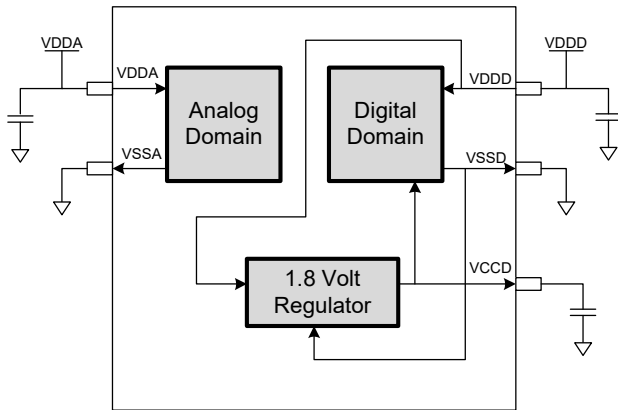 VDDA
VDDD
VDDA
VDDD
Analog
Domain
Digital
Domain
VSSA
VSSD
1.8 Volt
Regulator
VCCD